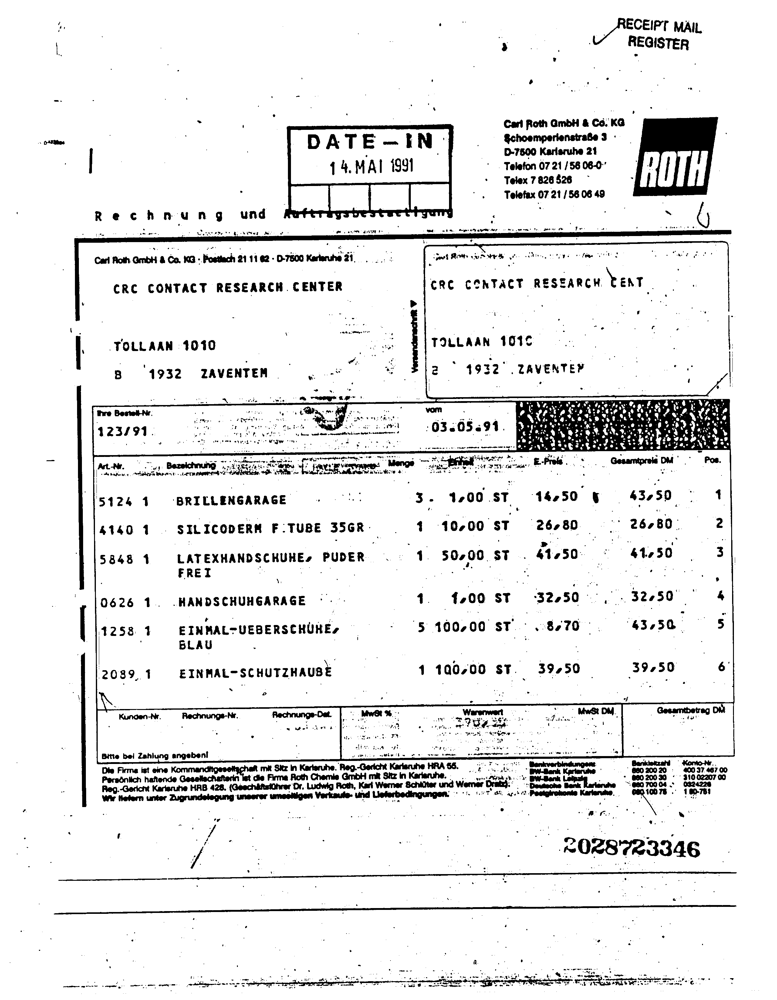 RECEIPT MAIL
REGISTER
Carl Roth GmbH & Co. KG
Schoemperlenstraße 3
D-7500 Karlsruhe 21
Telefon 07 21 / 56 06-0
Telex 7 826 526
Telefax 07 21 / 56 06 49
ROTH
DATE-IN
14. MAI 1991
Rechnung und Auftragsbestaetigung
Carl Roth GmbH & Co. KG · Postfach 21 11 62 · D-7500 Karlsruhe 21
CRC CONTACT RESEARCH CENTER
TOLLAAN 1010
B 1932 ZAVENTEM
Versandanschrift
CRC CONTACT RESEARCH CENT
TOLLAAN 101C
1932 ZAVENTEM
Ihre Bestell-Nr.
123/91
vom
03.05.91
Art.-Nr. Bezeichnung Menge Einheit E.-Preis Gesamtpreis DM Pos.
5124 1 BRILLENGARAGE 3 1,00 ST 14,50 43,50 1
4140 1 SILICODERM F.TUBE 35GR 1 10,00 ST 26,80 26,80 2
5848 1 LATEXHANDSCHUHE, PUDER 1 50,00 ST 41,50 41,50 3
FREI
0626 1 HANDSCHUHGARAGE 1 1,00 ST 32,50 32,50 4
1258 1 EINMAL-UEBERSCHUHE, 5 100,00 ST 8,70 43,50 5
BLAU
2089 1 EINMAL-SCHUTZHAUBE 1 100,00 ST 39,50 39,50 6
Kunden-Nr. Rechnungs-Nr. Rechnungs-Dat. MwSt % Warenwert MwSt DM Gesamtbetrag DM
Bitte bei Zahlung angeben!
Die Firma ist eine Kommanditgesellschaft mit Sitz in Karlsruhe. Reg.-Gericht Karlsruhe HRA 55.
Persönlich haftende Gesellschafterin ist die Firma Roth Chemie GmbH mit Sitz in Karlsruhe.
Reg.-Gericht Karlsruhe HRB 428. (Geschäftsführer Dr. Ludwig Roth, Karl Werner Schlüter und Werner Dratz).
Wir liefern unter Zugrundelegung unserer umseitigen Verkaufs- und Lieferbedingungen.
Bankverbindungen: Bankleitzahl Konto-Nr.
BW-Bank Karlsruhe 660 200 20 400 37 467 00
BW-Bank Leipzig 860 200 30 310 02207 00
Deutsche Bank Karlsruhe 660 700 04 0324228
Postgirokonto Karlsruhe 660 100 75 1 80-751
2028723346